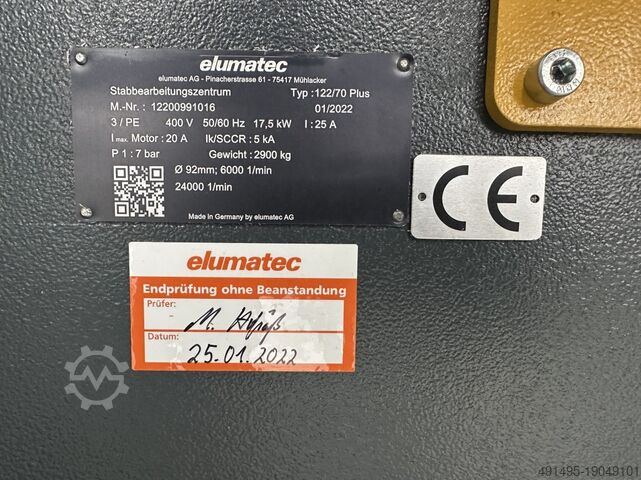 elumatec
elumatec AG - Pinacherstrasse 61 - 75417 Mühlacker
Stabbearbeitungszentrum Typ : 122/70 Plus
M.-Nr. : 12200991016 01/2022
3 / PE 400 V 50/60 Hz 17,5 kW I : 25 A
I max. Motor : 20 A Ik/SCCR : 5 kA
P 1 : 7 bar Gewicht : 2900 kg
Ø 92mm; 6000 1/min
24000 1/min
Made in Germany by elumatec AG
CE
elumatec
Endprüfung ohne Beanstandung
Prüfer:
M.
Datum:
25.01.2022
491495-19049101